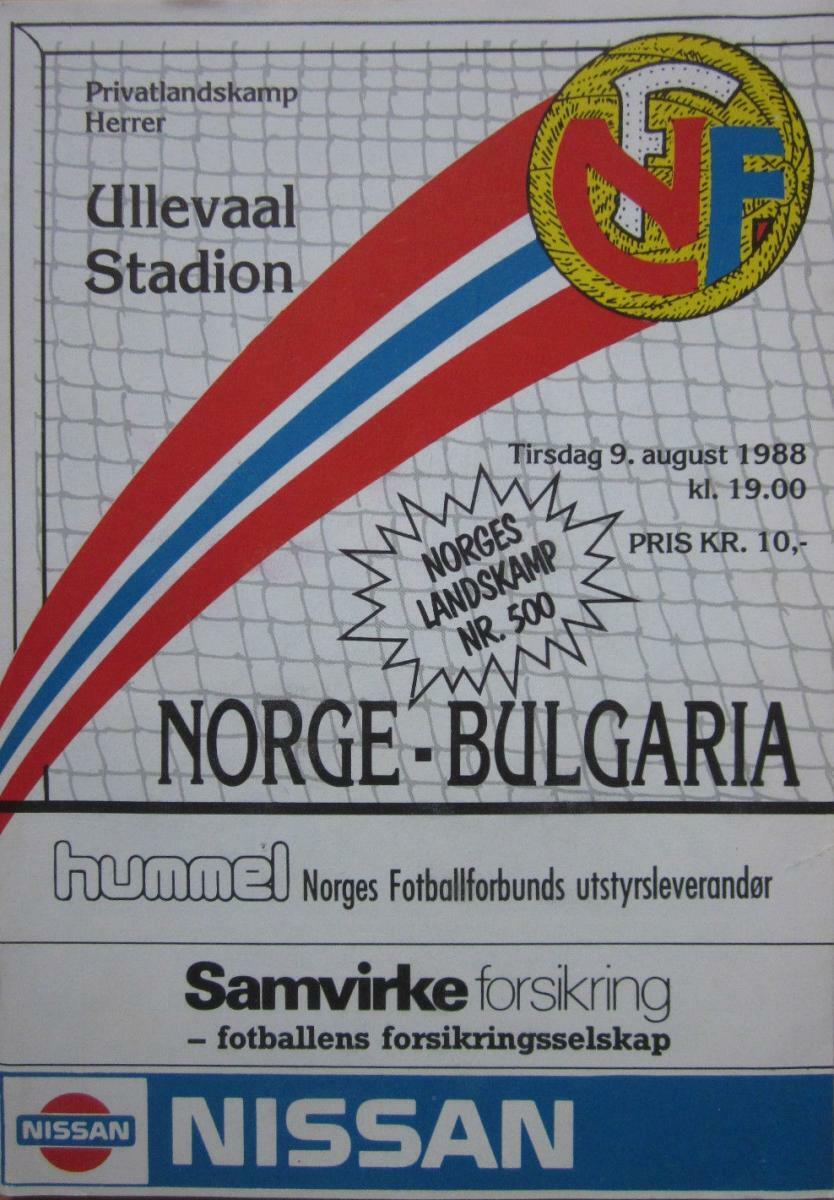 Privatlandskamp
Herrer
Ullevaal
Stadion
NFF
Tirsdag 9. august 1988
kl. 19.00
PRIS KR. 10,-
NORGES
LANDSKAMP
NR. 500
NORGE - BULGARIA
hummel Norges Fotballforbunds utstyrsleverandør
Samvirke forsikring
– fotballens forsikringsselskap
NISSAN NISSAN